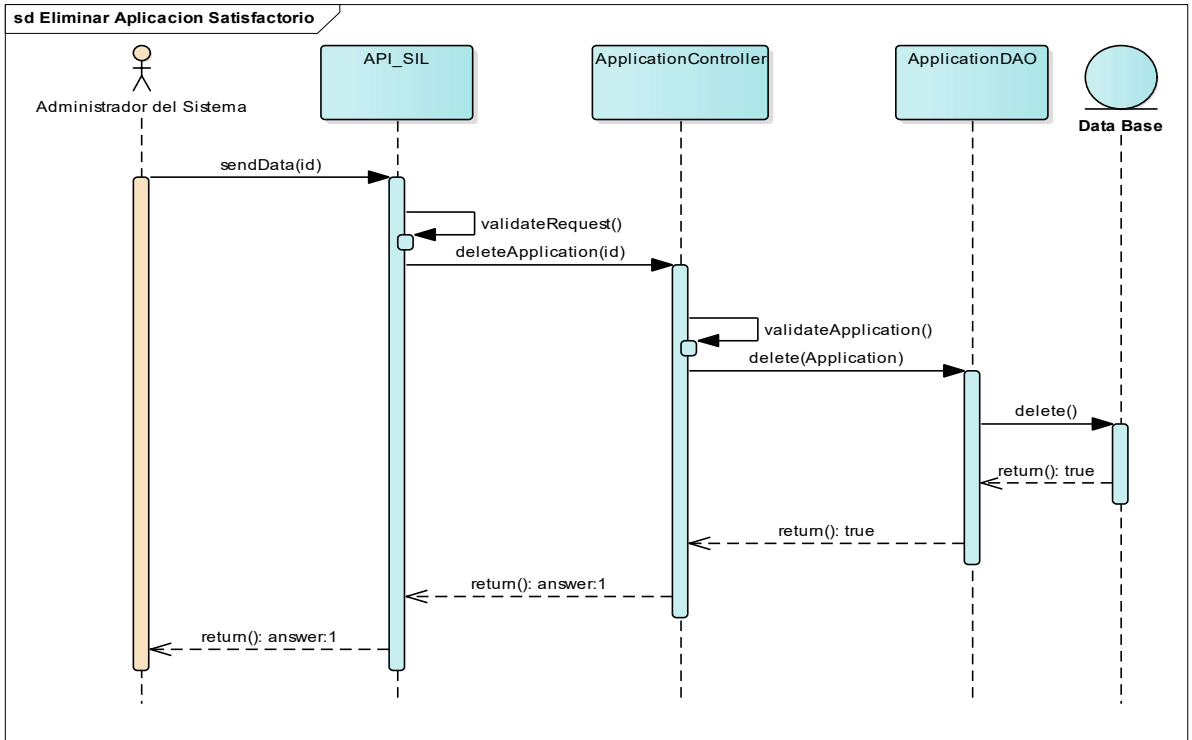 sd Eliminar Aplicacion Satisfactorio
Administrador del Sistema
API_SIL
ApplicationController
ApplicationDAO
Data Base
sendData(id)
validateRequest()
deleteApplication(id)
validateApplication()
delete(Application)
delete()
return(): true
return(): true
return(): answer:1
return(): answer:1